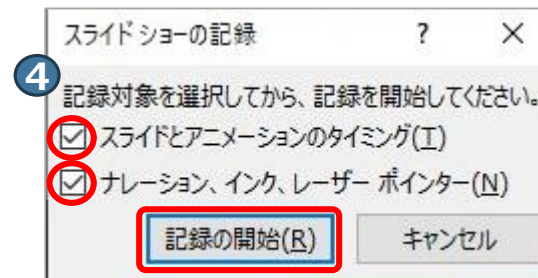 スライド ショーの記録 ? ×
4
記録対象を選択してから、記録を開始してください。
スライドとアニメーションのタイミング(T)
ナレーション、インク、レーザー ポインター(N)
記録の開始(R) キャンセル